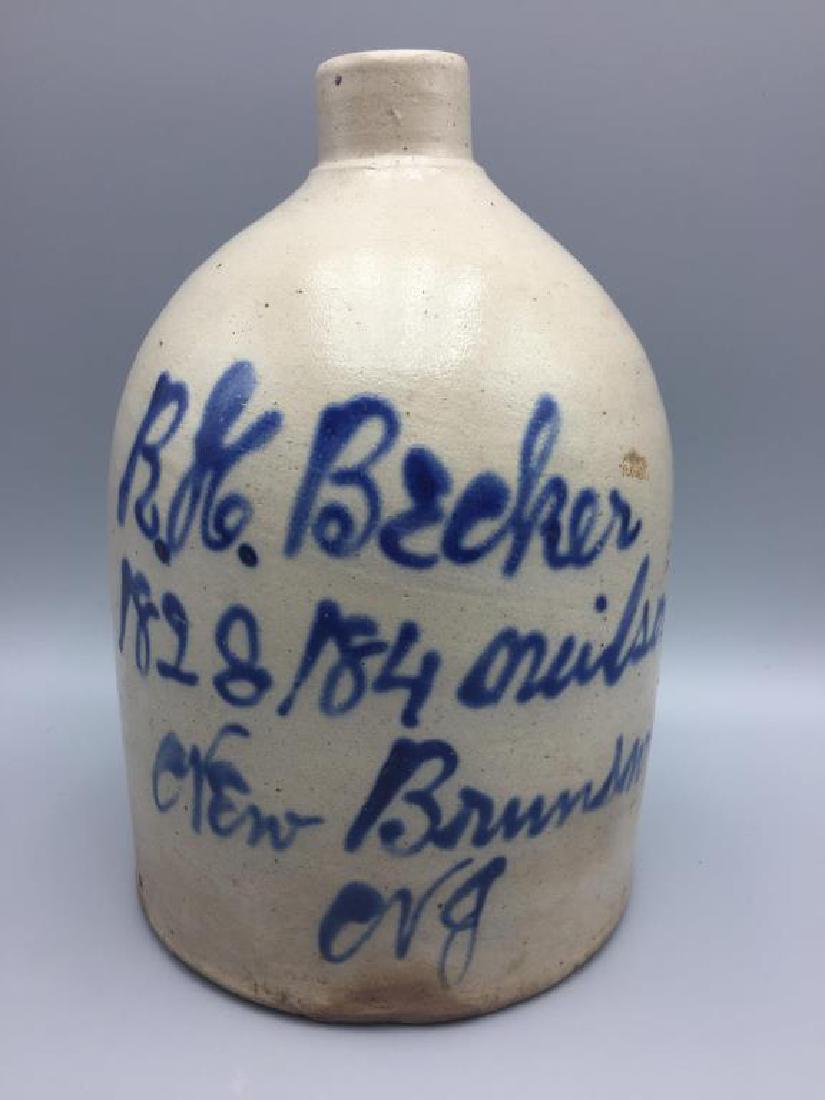 R.H. Becker
182 & 184 Neilso
New Brunsw
NJ